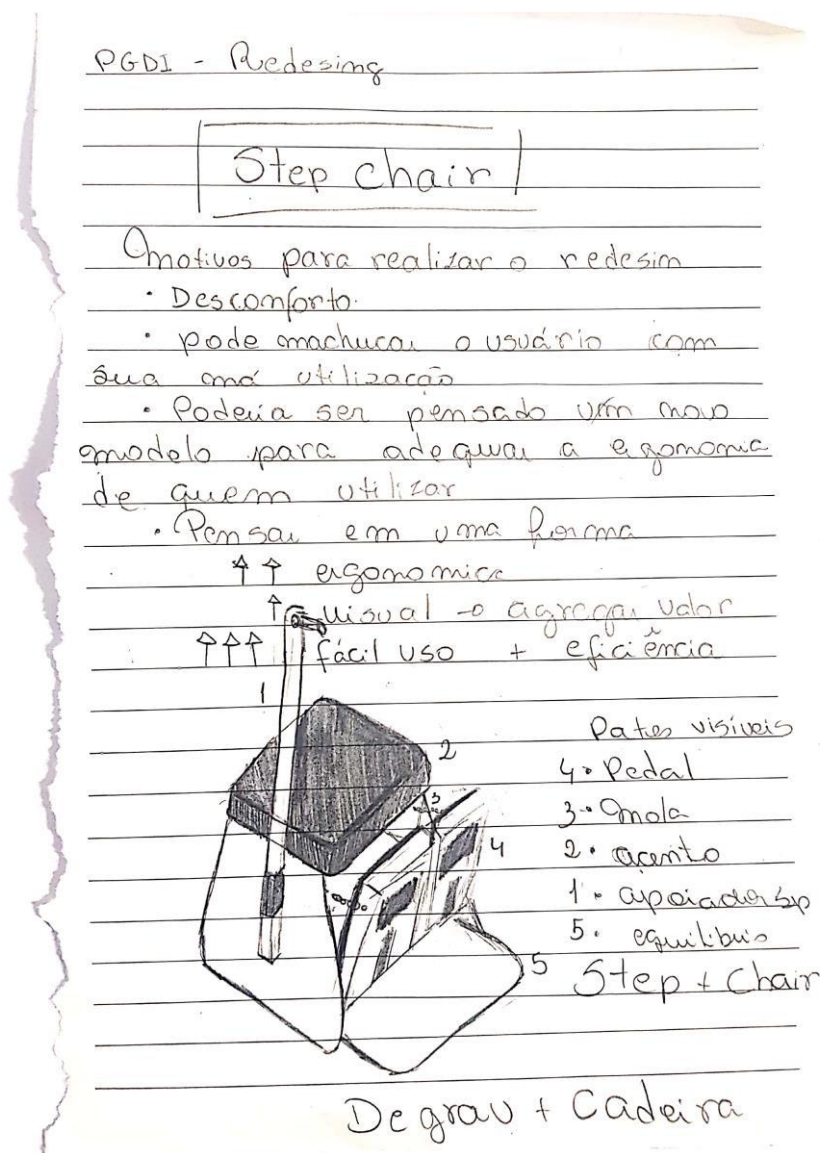 PGDI - Redesing
Step chair
motivos para realizar o redesim
• Desconforto.
• pode machucar o usuário com
sua má utilização
• Poderia ser pensado um novo
modelo para adequar a ergonomia
de quem utilizar
• Pensar em uma forma
↑ ↑ ergonomica
↑ visual → agregar valor
↑↑↑ fácil uso + eficiência
1
2
3
4
5
Pates visíveis
4. Pedal
3. mola
2. acento
1. apoiador
5. equilibrio
Step + Chair
Degrau + Cadeira